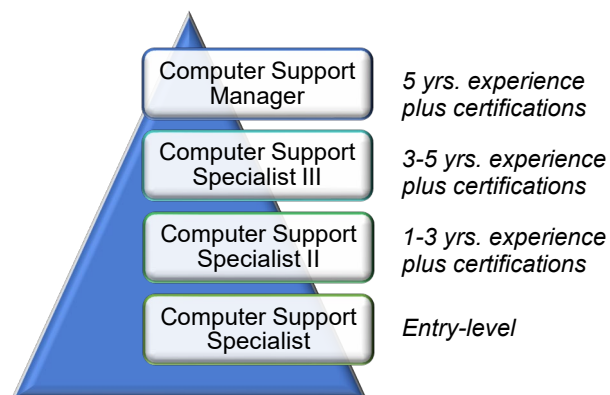 Computer Support
Manager
5 yrs. experience
plus certifications
Computer Support
Specialist III
3-5 yrs. experience
plus certifications
Computer Support
Specialist II
1-3 yrs. experience
plus certifications
Computer Support
Specialist
Entry-level